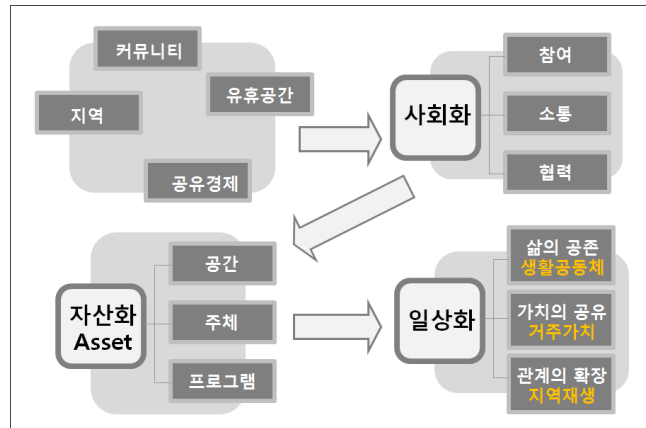 커뮤니티
유휴공간
지역
공유경제
사회화
참여
소통
협력
자산화
Asset
공간
주체
프로그램
일상화
삶의 공존
생활공동체
가치의 공유
거주가치
관계의 확장
지역재생